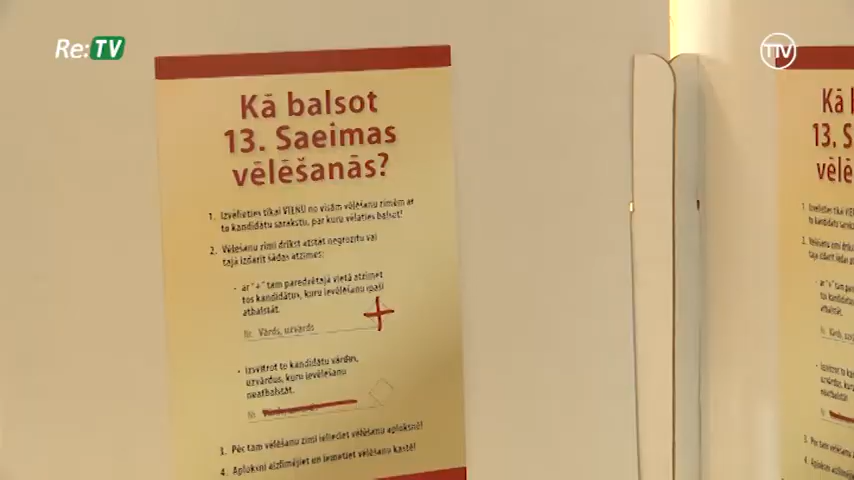 Re:TV
TV
Kā balsot
13. Saeimas
vēlēšanās?
1. Izvēlieties tikai VIENU no visām vēlēšanu zīmēm ar
to kandidātu sarakstu, par kuru vēlaties balsot!
2. Vēlēšanu zīmi drīkst atstāt negrozītu vai
tajā izdarīt šādas atzīmes:
- ar "+" tam paredzētajā vietā atzīmēt
tos kandidātus, kuru ievēlēšanu īpaši
atbalstāt.
Nr. Vārds, uzvārds
- Izsvītrot to kandidātu vārdus,
uzvārdus, kuru ievēlēšanu
neatbalstāt.
Nr.
3. Pēc tam vēlēšanu zīmi ielieciet vēlēšanu aploksnē!
4. Aploksni aizlīmējiet un iemetiet vēlēšanu kastē!
Kā
13. S
vēlē